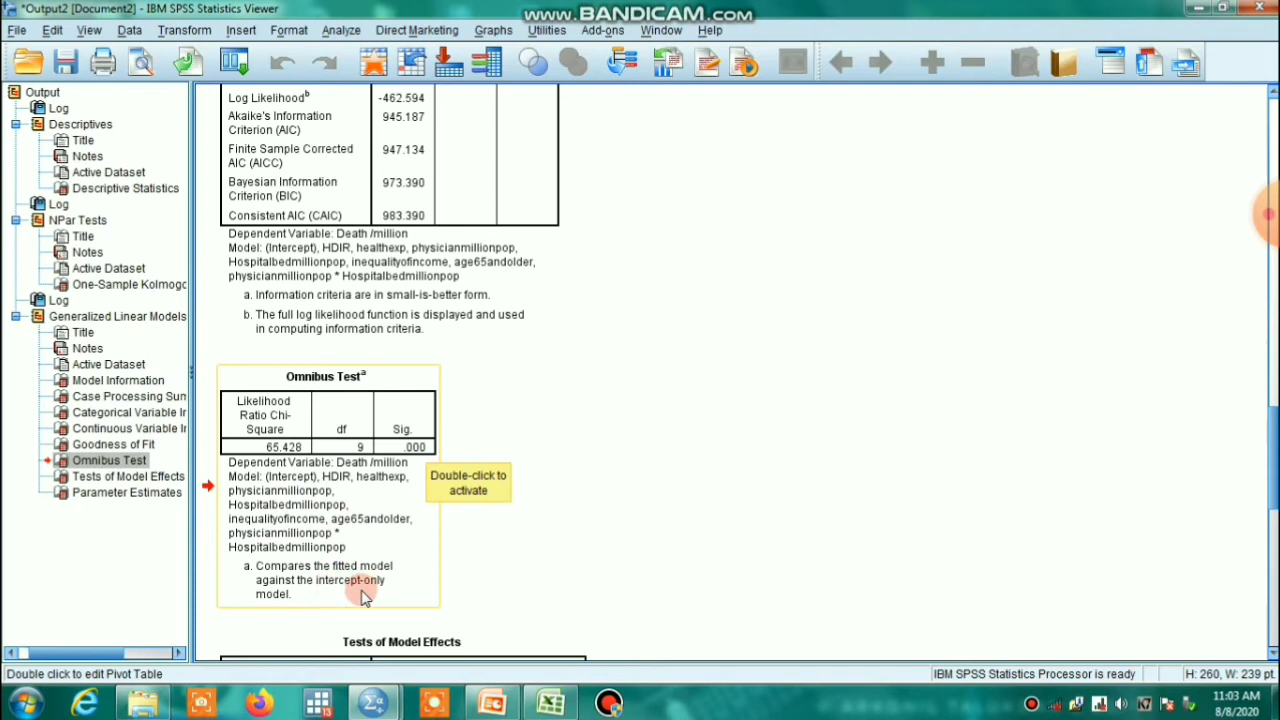 *Output2 [Document2] - IBM SPSS Statistics Viewer
www.BANDICAM.com
File Edit View Data Transform Insert Format Analyze Direct Marketing Graphs Utilities Add-ons Window Help
Output
Log
Descriptives
Title
Notes
Active Dataset
Descriptive Statistics
Log
NPar Tests
Title
Notes
Active Dataset
One-Sample Kolmogo
Log
Generalized Linear Models
Title
Notes
Active Dataset
Model Information
Case Processing Sum
Categorical Variable In
Continuous Variable Inf
Goodness of Fit
Omnibus Test
Tests of Model Effects
Parameter Estimates
Log Likelihood b -462.594
Akaike's Information
Criterion (AIC) 945.187
Finite Sample Corrected
AIC (AICC) 947.134
Bayesian Information
Criterion (BIC) 973.390
Consistent AIC (CAIC) 983.390
Dependent Variable: Death /million
Model: (Intercept), HDIR, healthexp, physicianmillionpop,
Hospitalbedmillionpop, inequalityofincome, age65andolder,
physicianmillionpop * Hospitalbedmillionpop
a. Information criteria are in small-is-better form.
b. The full log likelihood function is displayed and used
in computing information criteria.
Omnibus Test a
Likelihood
Ratio Chi-
Square df Sig.
65.428 9 .000
Dependent Variable: Death /million
Model: (Intercept), HDIR, healthexp,
physicianmillionpop,
Hospitalbedmillionpop,
inequalityofincome, age65andolder,
physicianmillionpop *
Hospitalbedmillionpop
a. Compares the fitted model
against the intercept-only
model.
Double-click to
activate
Tests of Model Effects
Double click to edit Pivot Table
IBM SPSS Statistics Processor is ready
H: 260, W: 239 pt.
13
11:03 AM
8/8/2020